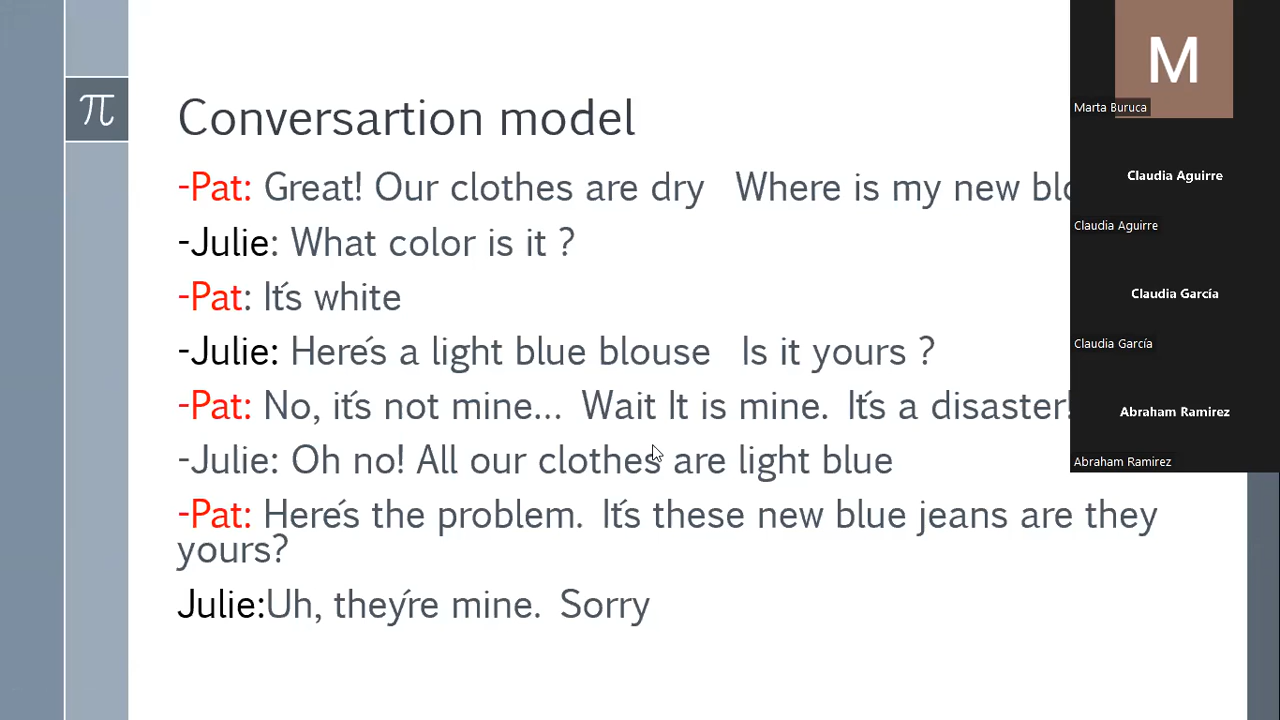 π
Conversartion model
-Pat: Great! Our clothes are dry Where is my new
-Julie: What color is it ?
-Pat: It´s white
-Julie: Here´s a light blue blouse Is it yours ?
-Pat: No, it´s not mine... Wait It is mine. It´s a disaster!
-Julie: Oh no! All our clothes are light blue
-Pat: Here´s the problem. It´s these new blue jeans are they
yours?
Julie:Uh, they´re mine. Sorry
M
Marta Buruca
Claudia Aguirre
Claudia Aguirre
Claudia García
Claudia García
Abraham Ramirez
Abraham Ramirez